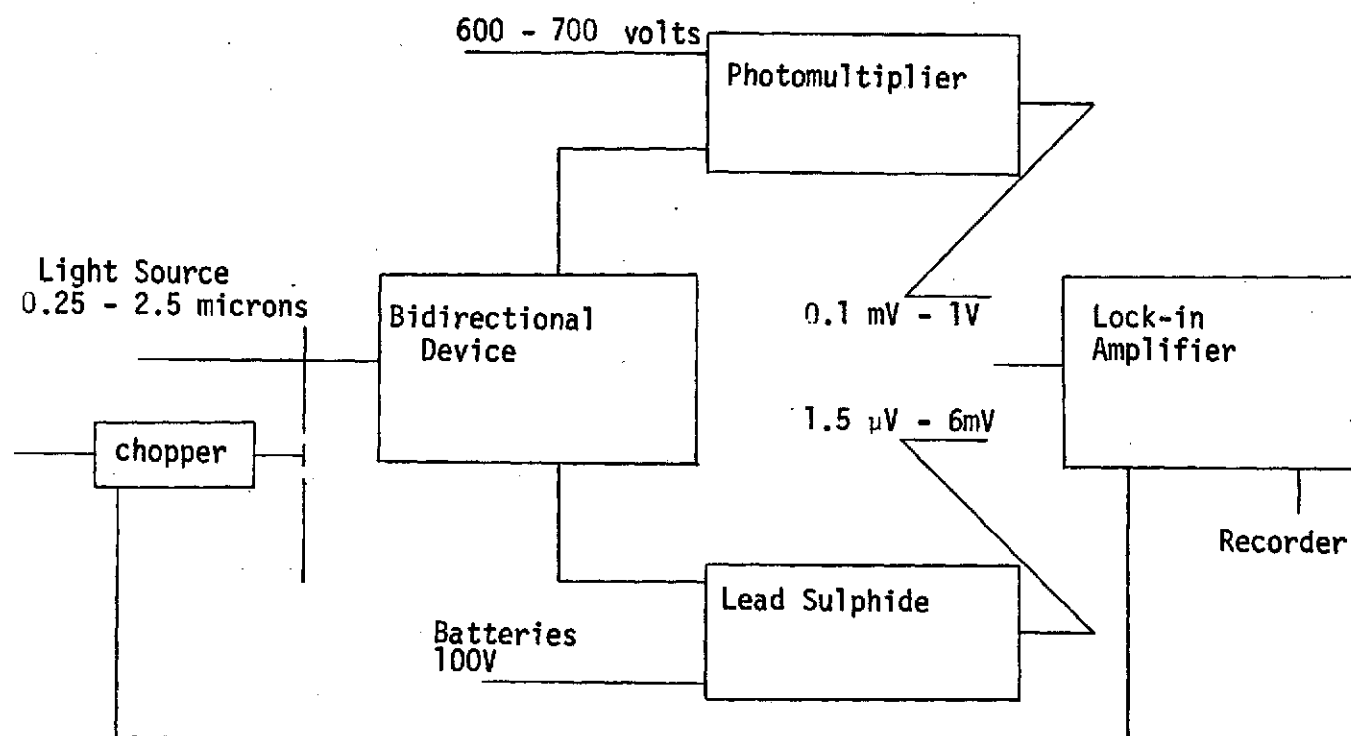 600 - 700 volts
Photomultiplier
Light Source
0.25 - 2.5 microns
Bidirectional
Device
0.1 mV - 1V
Lock-in
Amplifier
1.5 µV - 6mV
chopper
Recorder
Lead Sulphide
Batteries
100V